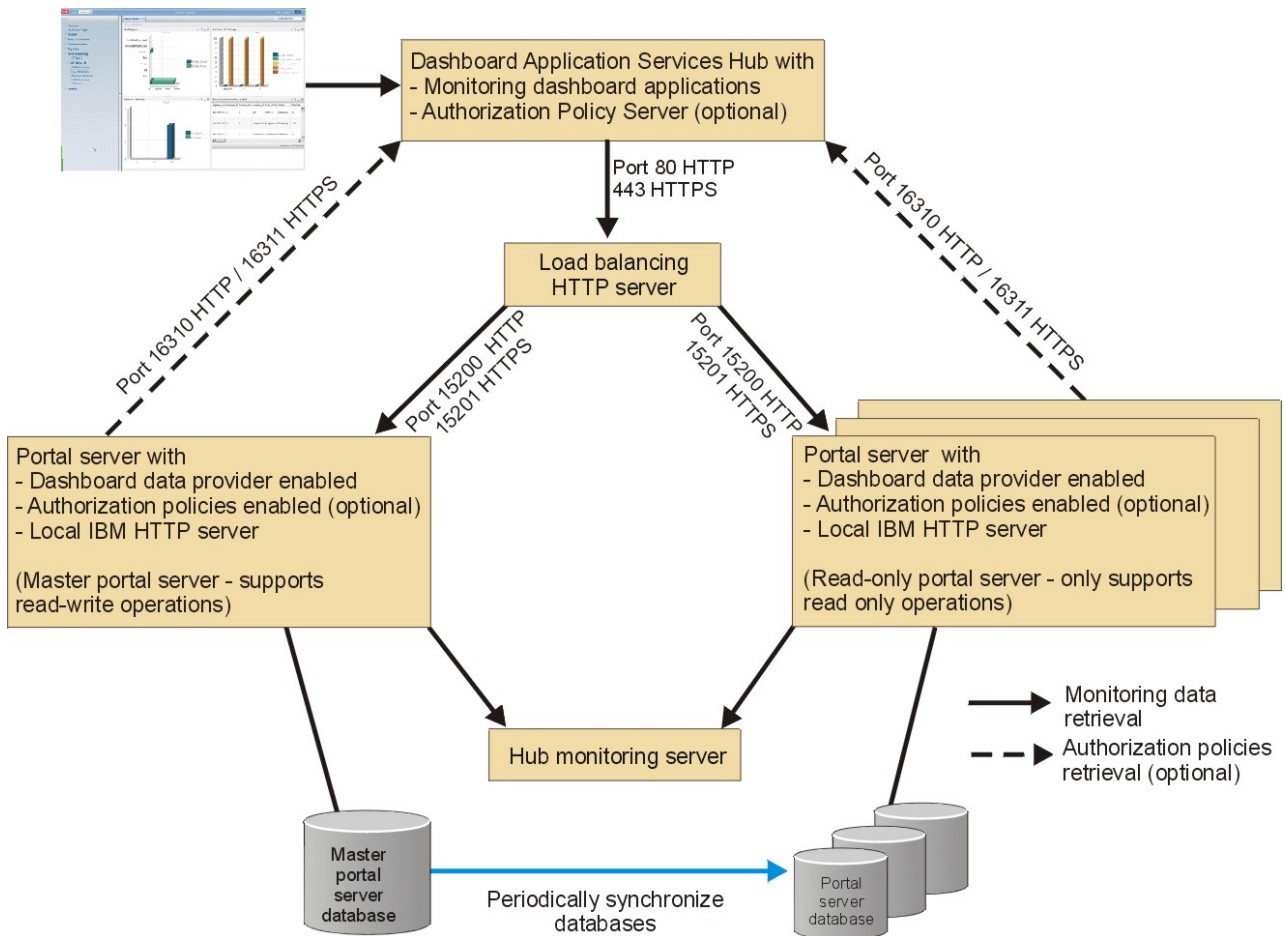 Dashboard Application Services Hub with
- Monitoring dashboard applications
- Authorization Policy Server (optional)
Port 80 HTTP
443 HTTPS
Port 16310 HTTP / 16311 HTTPS
Port 16310 HTTP / 16311 HTTPS
Load balancing
HTTP server
Port 15200 HTTP
15201 HTTPS
Port 15200 HTTP
15201 HTTPS
Portal server with
- Dashboard data provider enabled
- Authorization policies enabled (optional)
- Local IBM HTTP server
(Master portal server - supports
read-write operations)
Portal server with
- Dashboard data provider enabled
- Authorization policies enabled (optional)
- Local IBM HTTP server
(Read-only portal server - only supports
read only operations)
Hub monitoring server
Monitoring data
retrieval
Authorization policies
retrieval (optional)
Master
portal
server
database
Periodically synchronize
databases
Portal
server
database